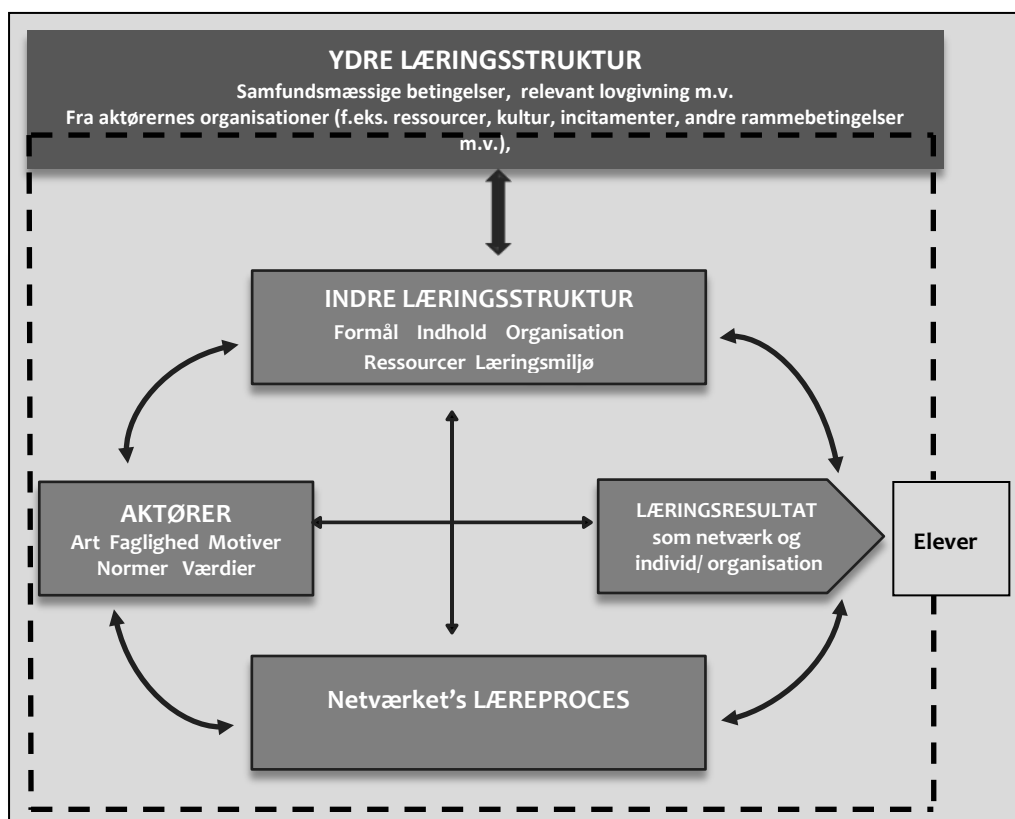 YDRE LÆRINGSSTRUKTUR
Samfundsmæssige betingelser, relevant lovgivning m.v.
Fra aktørernes organisationer (f.eks. ressourcer, kultur, incitamenter, andre rammebetingelser
m.v.),
INDRE LÆRINGSSTRUKTUR
Formål Indhold Organisation
Ressourcer Læringsmiljø
AKTØRER
Art Faglighed Motiver
Normer Værdier
LÆRINGSRESULTAT
som netværk og
individ/ organisation
Elever
Netværket's LÆREPROCES